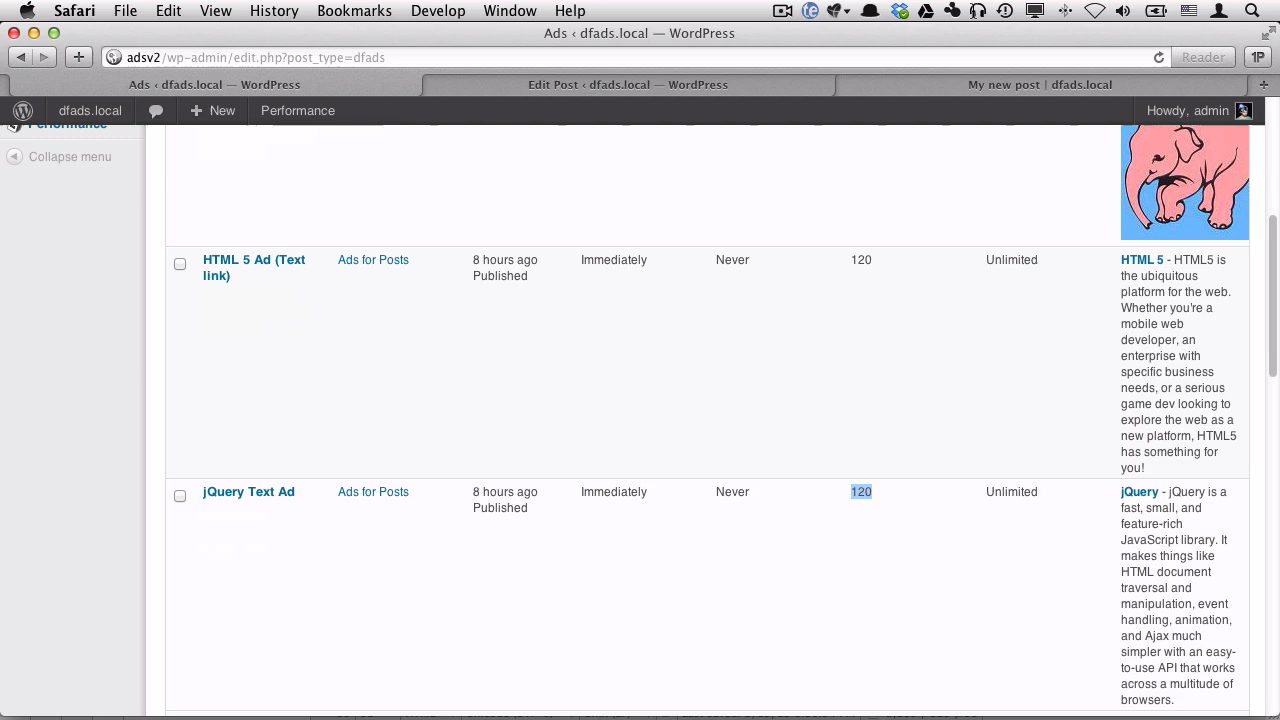 Safari File Edit View History Bookmarks Develop Window Help
Ads ‹ dfads.local — WordPress
adsv2/wp-admin/edit.php?post_type=dfads
Reader
1P
Ads ‹ dfads.local — WordPress
Edit Post ‹ dfads.local — WordPress
My new post | dfads.local
dfads.local
New
Performance
Howdy, admin
Performance
Collapse menu
HTML 5 Ad (Text
link)
Ads for Posts
8 hours ago
Published
Immediately
Never
120
Unlimited
HTML 5 - HTML5 is
the ubiquitous
platform for the web.
Whether you're a
mobile web
developer, an
enterprise with
specific business
needs, or a serious
game dev looking to
explore the web as a
new platform, HTML5
has something for
you!
jQuery Text Ad
Ads for Posts
8 hours ago
Published
Immediately
Never
120
Unlimited
jQuery - jQuery is a
fast, small, and
feature-rich
JavaScript library. It
makes things like
HTML document
traversal and
manipulation, event
handling, animation,
and Ajax much
simpler with an easy-
to-use API that works
across a multitude of
browsers.